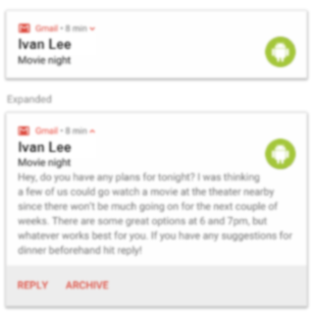 Gmail • 8 min
Ivan Lee
Movie night
Expanded
Gmail • 8 min
Ivan Lee
Movie night
Hey, do you have any plans for tonight? I was thinking
a few of us could go watch a movie at the theater nearby
since there won't be much going on for the next couple of
weeks. There are some great options at 6 and 7pm, but
whatever works best for you. If you have any suggestions for
dinner beforehand hit reply!
REPLY ARCHIVE